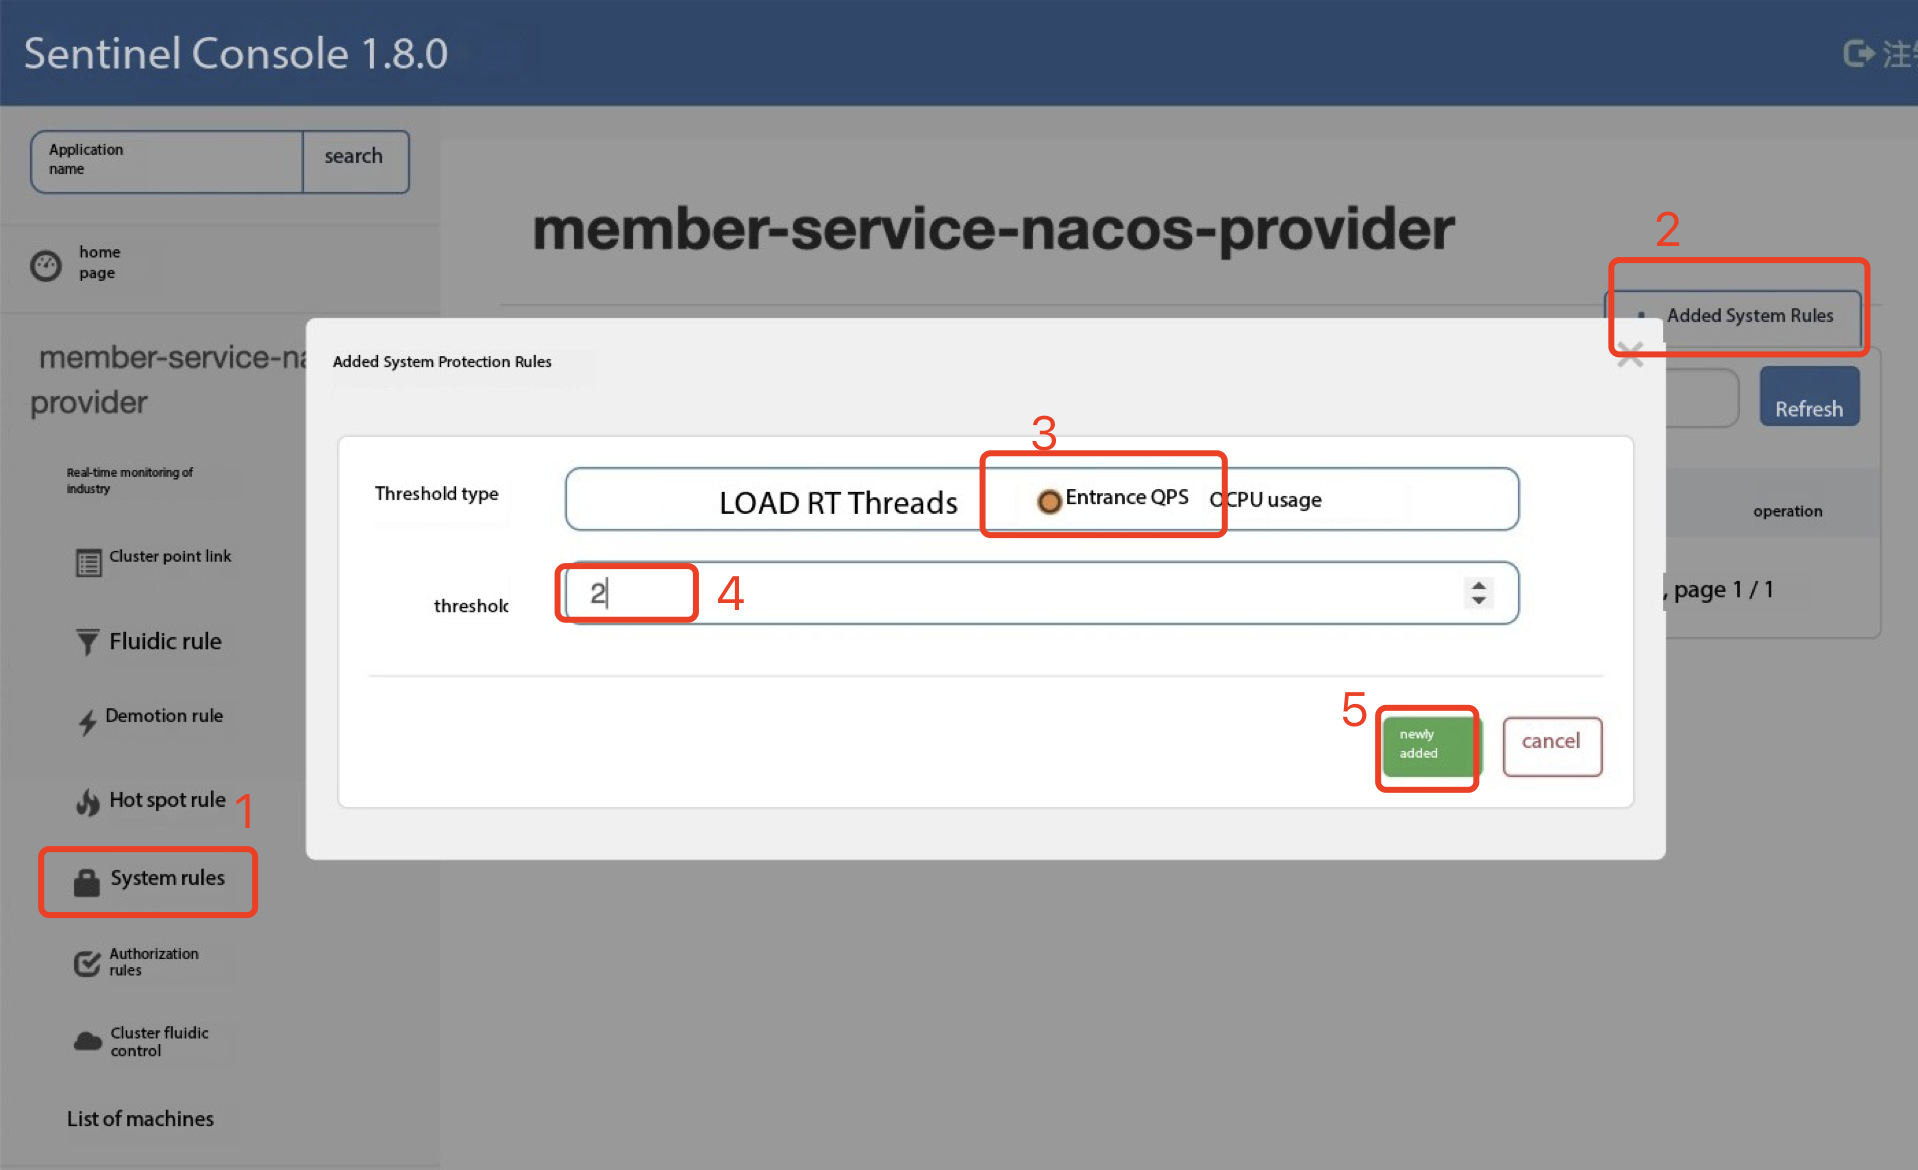 Sentinel Console 1.8.0
注
Application
name
search
home
page
member-service-nacos-provider
2
Added System Rules
member-service-na
provider
Added System Protection Rules
Refresh
3
Real-time monitoring of
industry
Threshold type
LOAD RT Threads
Entrance QPS
OCPU usage
operation
Cluster point link
threshold
2
4
, page 1 / 1
Fluidic rule
Demotion rule
5
newly
added
cancel
Hot spot rule
1
System rules
Authorization
rules
Cluster fluidic
control
List of machines